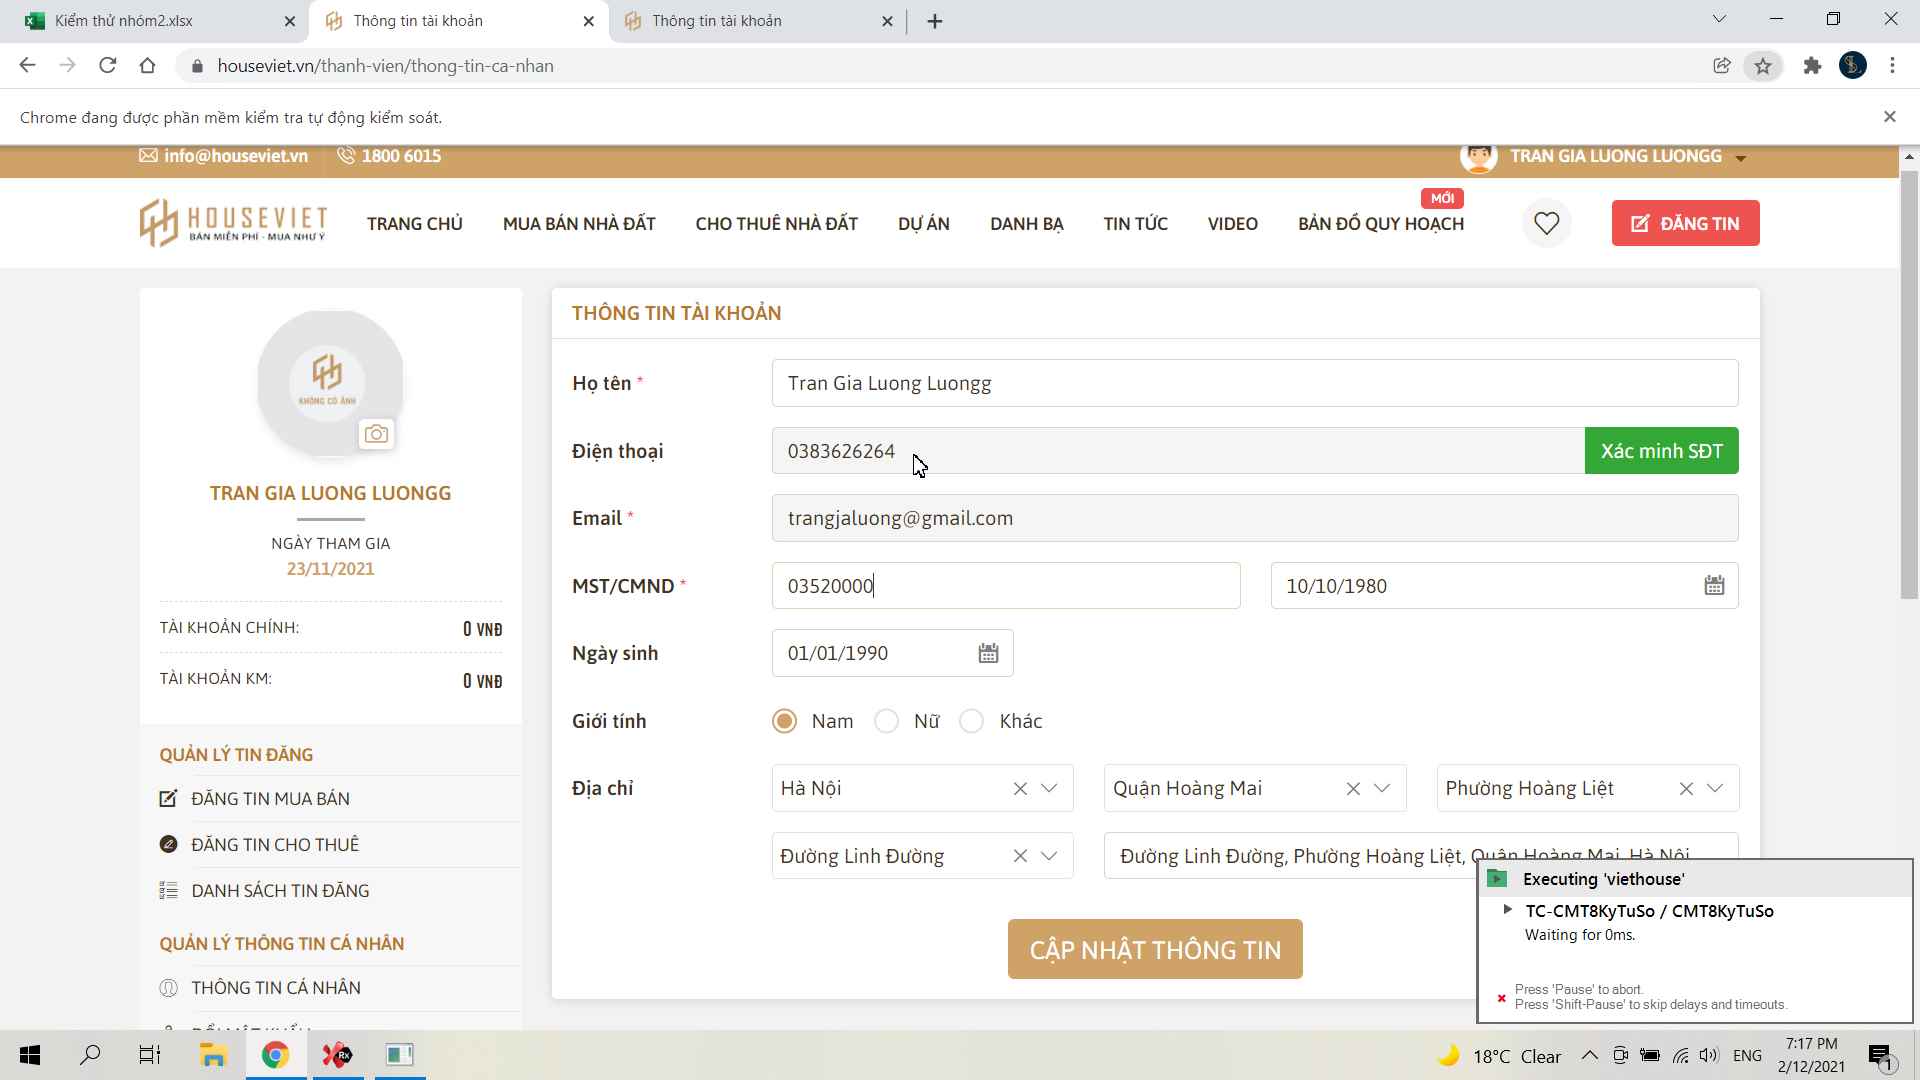 Kiểm thử nhóm2.xlsx
Thông tin tài khoản
Thông tin tài khoản
houseviet.vn/thanh-vien/thong-tin-ca-nhan
Chrome đang được phần mềm kiểm tra tự động kiểm soát.
info@houseviet.vn
1800 6015
TRAN GIA LUONG LUONGG
HOUSEVIET
BÁN MIỄN PHÍ - MUA NHƯ Ý
TRANG CHỦ
MUA BÁN NHÀ ĐẤT
CHO THUÊ NHÀ ĐẤT
DỰ ÁN
DANH BẠ
TIN TỨC
VIDEO
MỚI
BẢN ĐỒ QUY HOẠCH
ĐĂNG TIN
KHÔNG CÓ ẢNH
TRAN GIA LUONG LUONGG
NGÀY THAM GIA
23/11/2021
TÀI KHOẢN CHÍNH: 0 VNĐ
TÀI KHOẢN KM: 0 VNĐ
QUẢN LÝ TIN ĐĂNG
ĐĂNG TIN MUA BÁN
ĐĂNG TIN CHO THUÊ
DANH SÁCH TIN ĐĂNG
QUẢN LÝ THÔNG TIN CÁ NHÂN
THÔNG TIN CÁ NHÂN
ĐỔI MẬT KHẨU
THÔNG TIN TÀI KHOẢN
Họ tên * Tran Gia Luong Luongg
Điện thoại 0383626264 Xác minh SĐT
Email * trangjaluong@gmail.com
MST/CMND * 03520000 10/10/1980
Ngày sinh 01/01/1990
Giới tính Nam Nữ Khác
Địa chỉ Hà Nội Quận Hoàng Mai Phường Hoàng Liệt
Đường Linh Đường Đường Linh Đường, Phường Hoàng Liệt, Quận Hoàng Mai, Hà Nội
CẬP NHẬT THÔNG TIN
Executing 'viethouse'
TC-CMT8KyTuSo / CMT8KyTuSo
Waiting for 0ms.
Press 'Pause' to abort.
Press 'Shift-Pause' to skip delays and timeouts.
Rx
18°C Clear
ENG
7:17 PM
2/12/2021
1